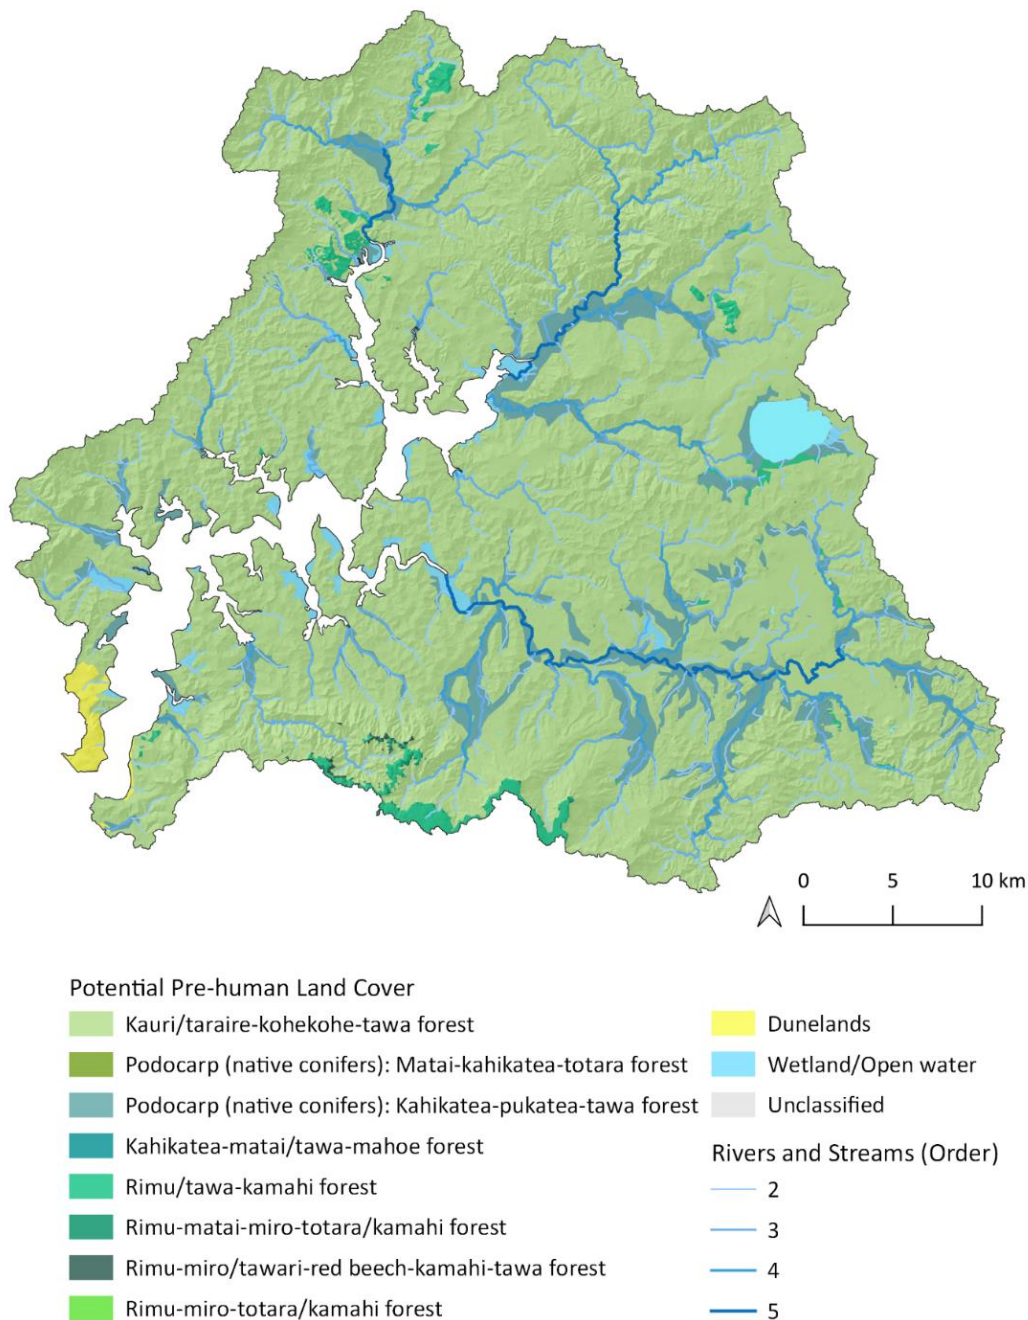 0 5 10 km
Potential Pre-human Land Cover
Kauri/taraire-kohekohe-tawa forest
Podocarp (native conifers): Matai-kahikatea-totara forest
Podocarp (native conifers): Kahikatea-pukatea-tawa forest
Kahikatea-matai/tawa-mahoe forest
Rimu/tawa-kamahi forest
Rimu-matai-miro-totara/kamahi forest
Rimu-miro/tawari-red beech-kamahi-tawa forest
Rimu-miro-totara/kamahi forest
Dunelands
Wetland/Open water
Unclassified
Rivers and Streams (Order)
2
3
4
5